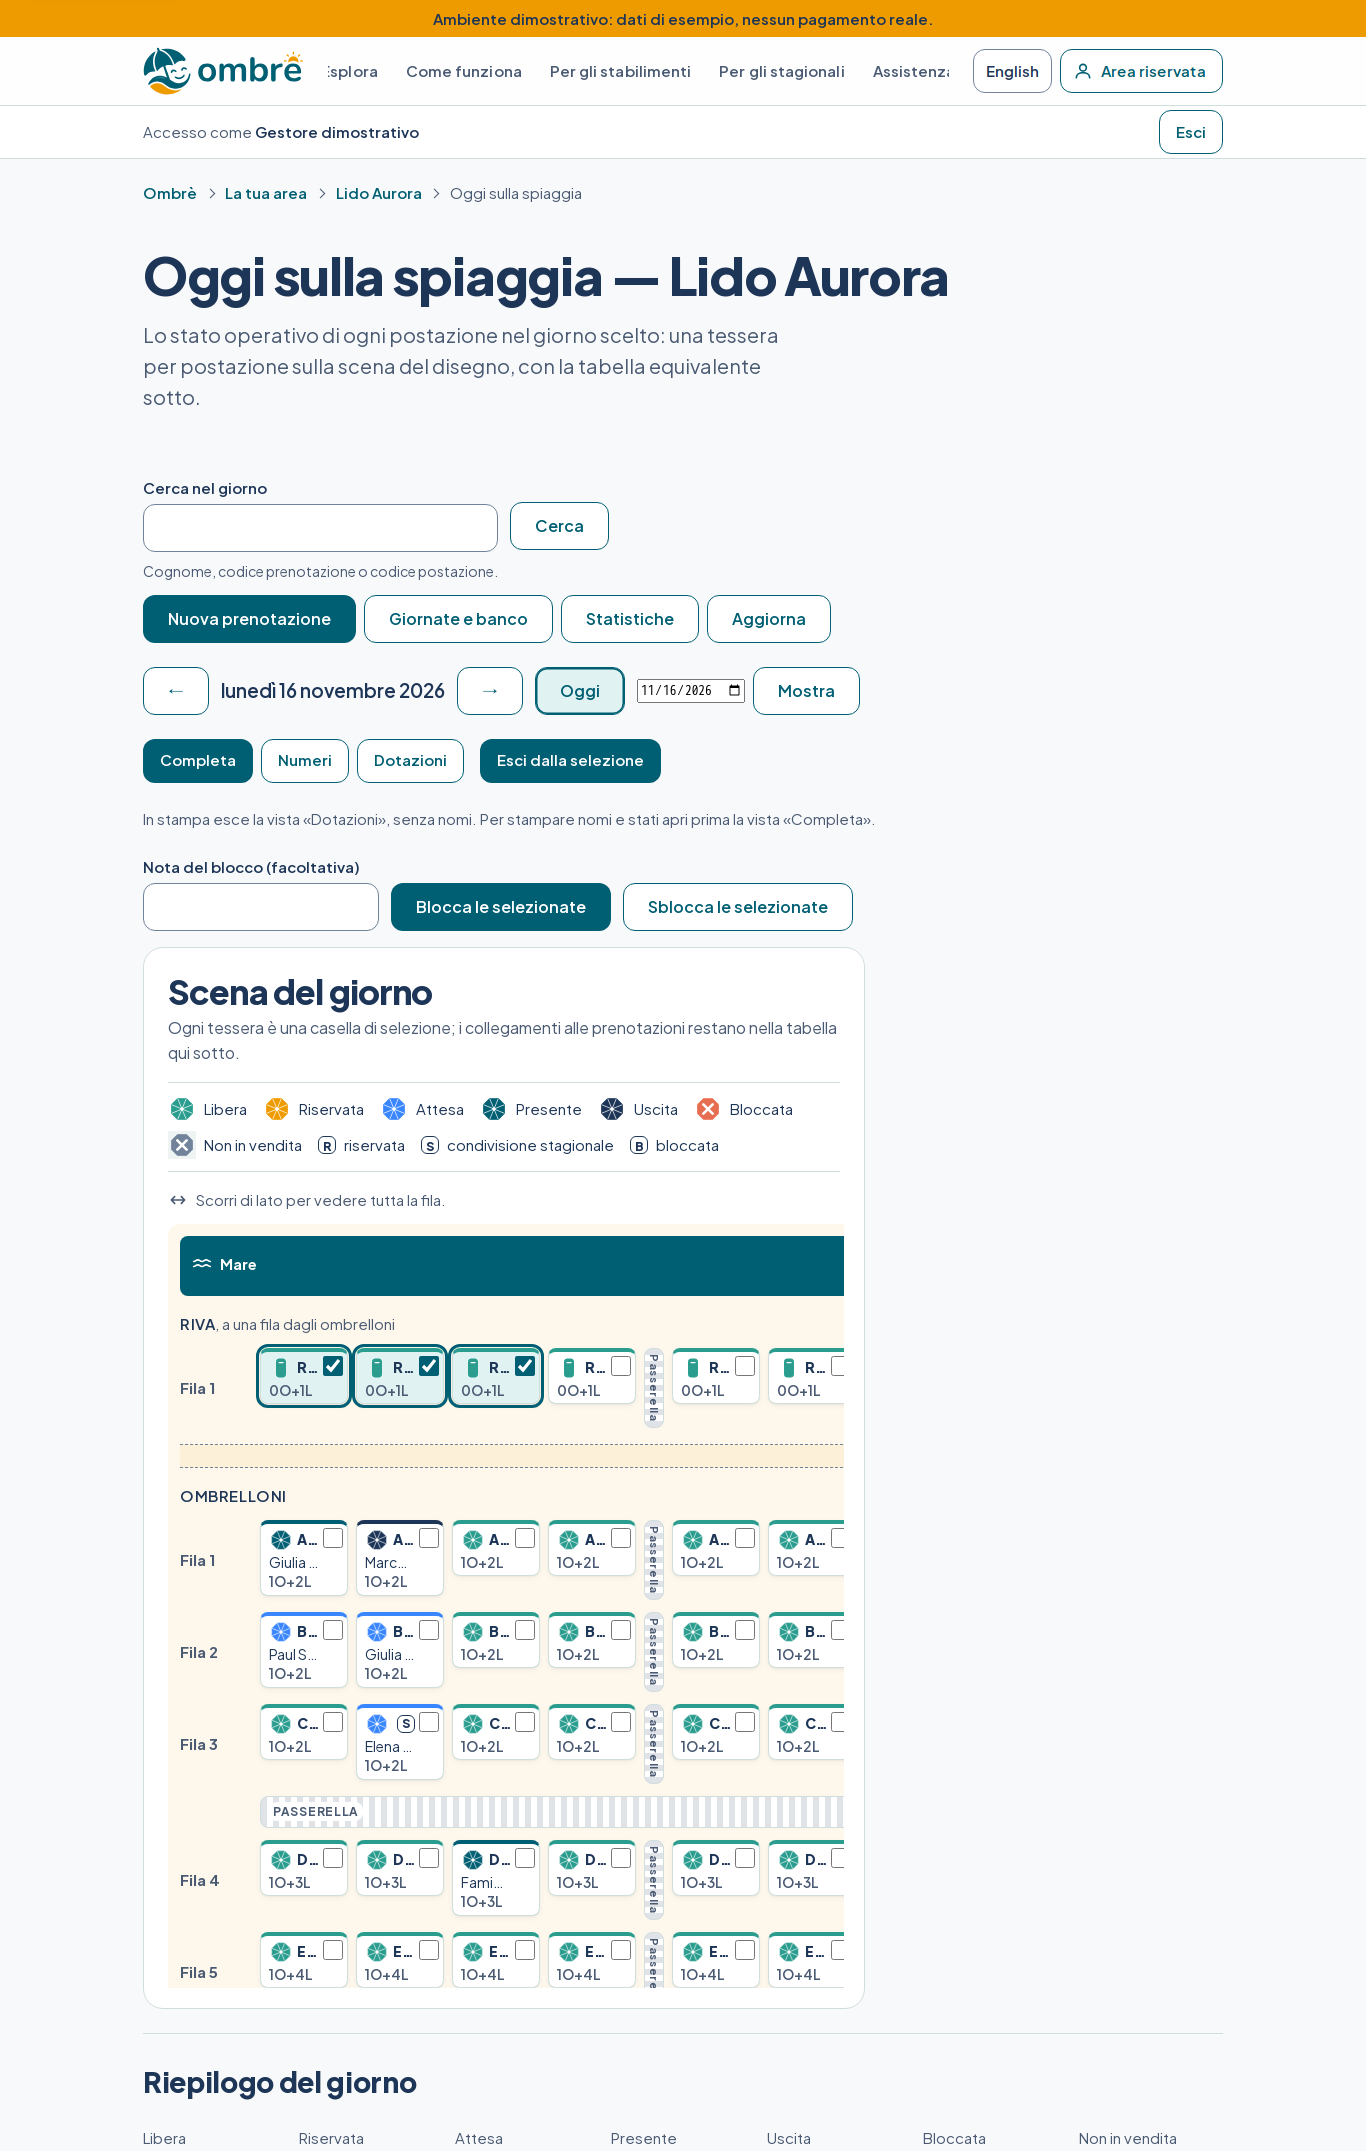 Ambiente dimostrativo: dati di esempio, nessun pagamento reale.
ombrè
Esplora Come funziona Per gli stabilimenti Per gli stagionali Assistenza English Area riservata
Accesso come Gestore dimostrativo Esci
Ombrè La tua area Lido Aurora Oggi sulla spiaggia
Oggi sulla spiaggia — Lido Aurora
Lo stato operativo di ogni postazione nel giorno scelto: una tessera
per postazione sulla scena del disegno, con la tabella equivalente
sotto.
Cerca nel giorno
Cerca
Cognome, codice prenotazione o codice postazione.
Nuova prenotazione Giornate e banco Statistiche Aggiorna
← lunedì 16 novembre 2026 → Oggi 11/16/2026 Mostra
Completa Numeri Dotazioni Esci dalla selezione
In stampa esce la vista «Dotazioni», senza nomi. Per stampare nomi e stati apri prima la vista «Completa».
Nota del blocco (facoltativa)
Blocca le selezionate Sblocca le selezionate
Scena del giorno
Ogni tessera è una casella di selezione; i collegamenti alle prenotazioni restano nella tabella
qui sotto.
Libera Riservata Attesa Presente Uscita Bloccata
Non in vendita R riservata S condivisione stagionale B bloccata
↔ Scorri di lato per vedere tutta la fila.
Mare
RIVA, a una fila dagli ombrelloni
Fila 1 R... R... R... R... Passerella R... R...
0O+1L 0O+1L 0O+1L 0O+1L 0O+1L 0O+1L
OMBRELLONI
Fila 1 A... A... A... A... Passerella A... A...
Giulia ... Marc...
1O+2L 1O+2L 1O+2L 1O+2L 1O+2L 1O+2L
Fila 2 B... B... B... B... Passerella B... B...
Paul S... Giulia ...
1O+2L 1O+2L 1O+2L 1O+2L 1O+2L 1O+2L
Fila 3 C... S C... C... Passerella C... C...
Elena ...
1O+2L 1O+2L 1O+2L 1O+2L 1O+2L 1O+2L
PASSERELLA
Fila 4 D... D... D... D... Passerella D... D...
Fami...
1O+3L 1O+3L 1O+3L 1O+3L 1O+3L 1O+3L
Fila 5 E... E... E... E... Passere E... E...
1O+4L 1O+4L 1O+4L 1O+4L 1O+4L 1O+4L
Riepilogo del giorno
Libera Riservata Attesa Presente Uscita Bloccata Non in vendita